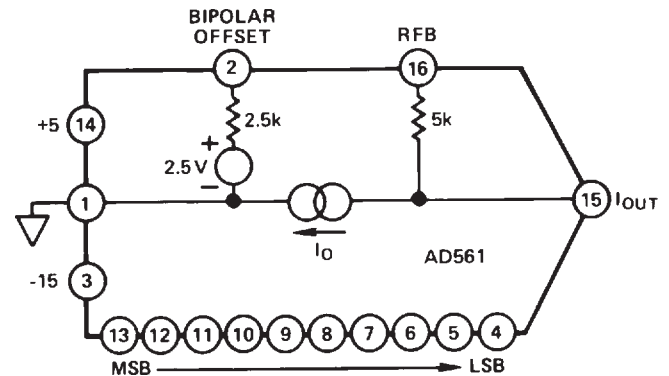 BIPOLAR
OFFSET
RFB
2
16
2.5k
5k
+5
14
+
2.5V
−
1
15
IOUT
IO
AD561
-15
3
13 12 11 10 9 8 7 6 5 4
MSB LSB